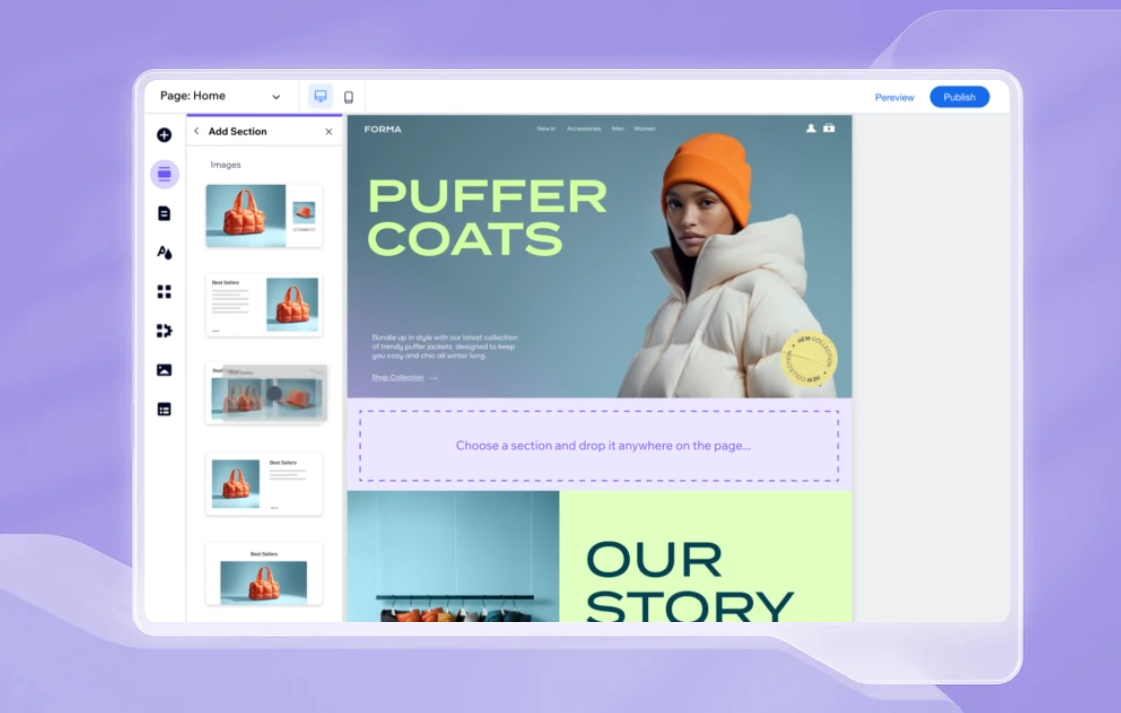 Page: Home
Pereview
Publish
Add Section
Images
Best Sellers
Best Sellers
Best Sellers
FORMA
New In
Accessories
Men
Women
PUFFER
COATS
Bundle up in style with our latest collection
of trendy puffer jackets, designed to keep
you cozy and chic all winter long.
Shop Collection →
NEW COLLECTION
NEW COLLECTION
Choose a section and drop it anywhere on the page...
OUR
STORY